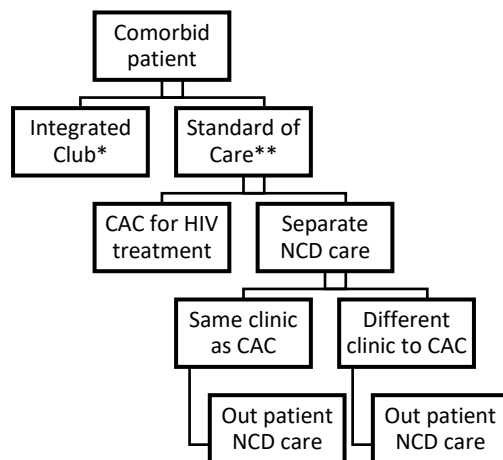 Comorbid
patient
Integrated
Club*
Standard of
Care**
CAC for HIV
treatment
Separate
NCD care
Same clinic
as CAC
Different
clinic to CAC
Out patient
NCD care
Out patient
NCD care